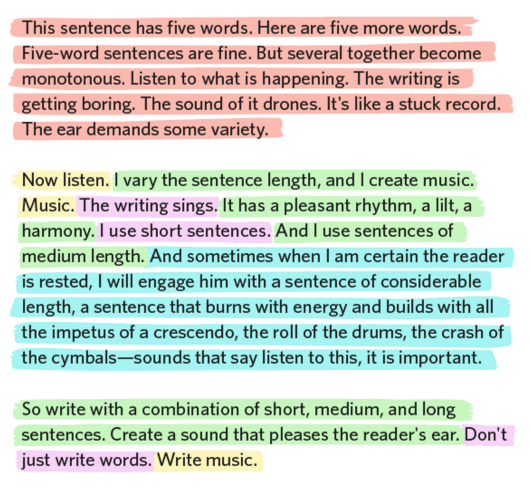 This sentence has five words. Here are five more words.
Five-word sentences are fine. But several together become
monotonous. Listen to what is happening. The writing is
getting boring. The sound of it drones. It's like a stuck record.
The ear demands some variety.
Now listen. I vary the sentence length, and I create music.
Music. The writing sings. It has a pleasant rhythm, a lilt, a
harmony. I use short sentences. And I use sentences of
medium length. And sometimes when I am certain the reader
is rested, I will engage him with a sentence of considerable
length, a sentence that burns with energy and builds with all
the impetus of a crescendo, the roll of the drums, the crash of
the cymbals—sounds that say listen to this, it is important.
So write with a combination of short, medium, and long
sentences. Create a sound that pleases the reader's ear. Don't
just write words. Write music.